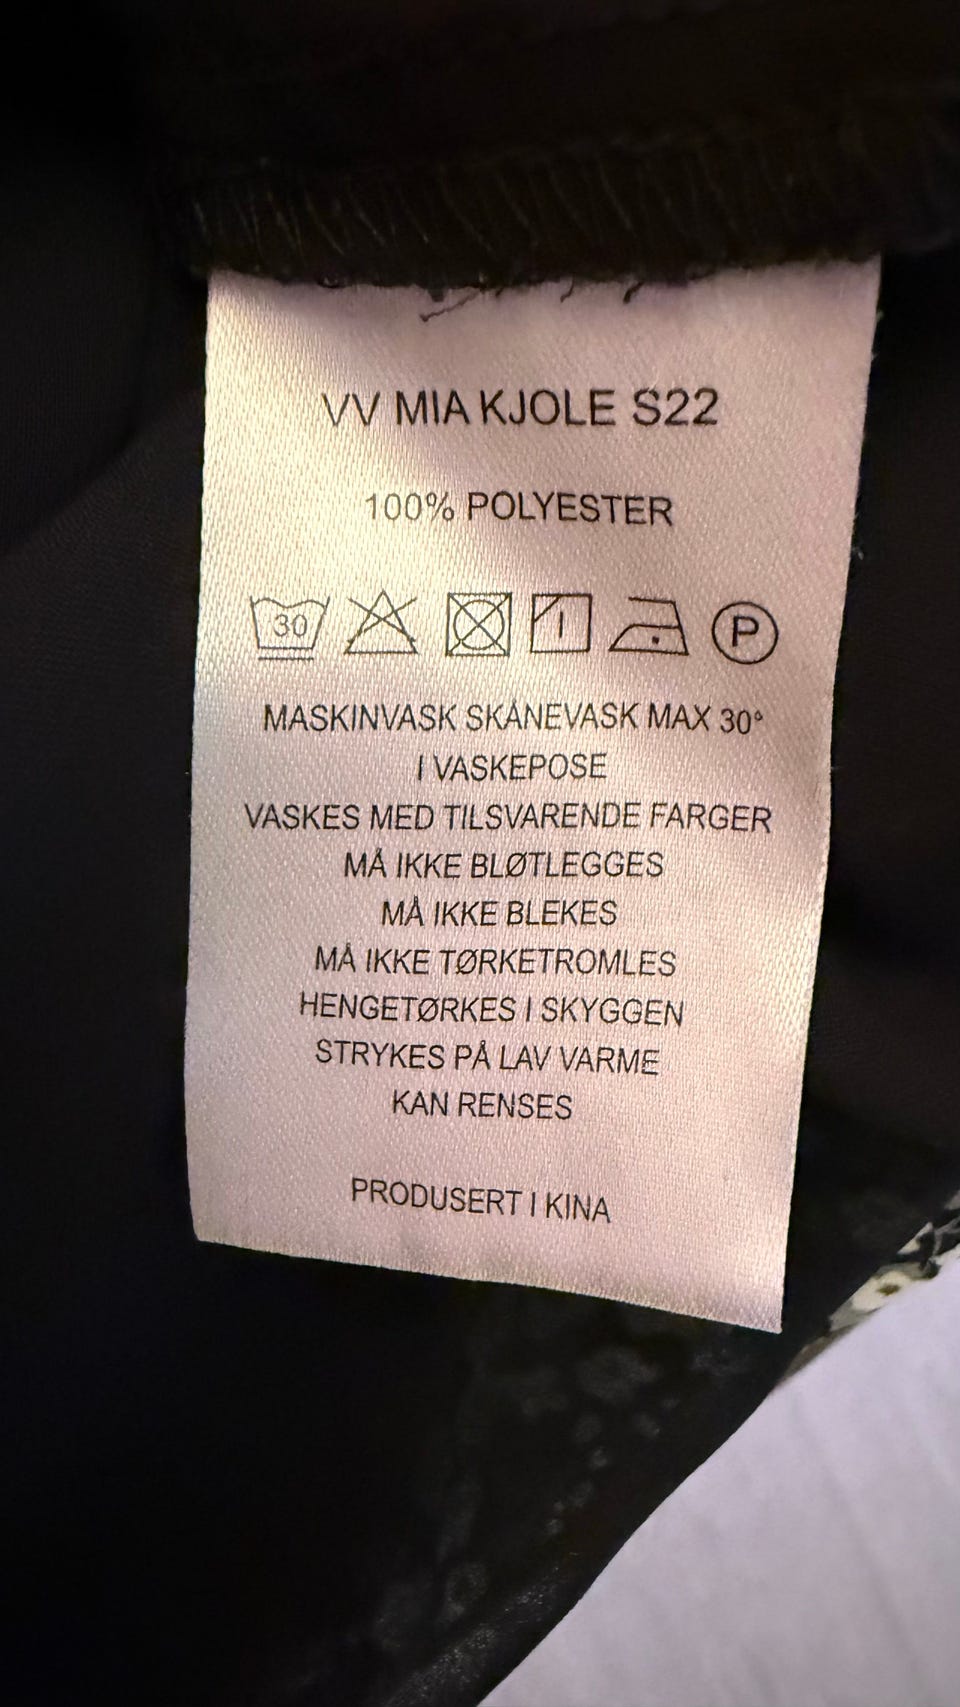 VV MIA KJOLE S22
100% POLYESTER
30 P
MASKINVASK SKÅNEVASK MAX 30°
I VASKEPOSE
VASKES MED TILSVARENDE FARGER
MÅ IKKE BLØTLEGGES
MÅ IKKE BLEKES
MÅ IKKE TØRKETROMLES
HENGETØRKES I SKYGGEN
STRYKES PÅ LAV VARME
KAN RENSES
PRODUSERT I KINA